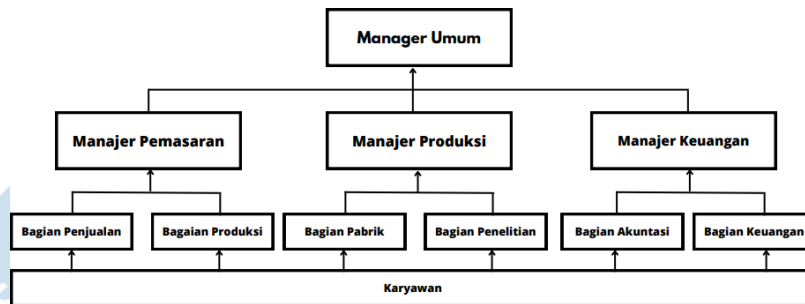 Manager Umum
Manajer Pemasaran
Manajer Produksi
Manajer Keuangan
Bagian Penjualan
Bagaian Produksi
Bagian Pabrik
Bagian Penelitian
Bagian Akuntasi
Bagian Keuangan
Karyawan